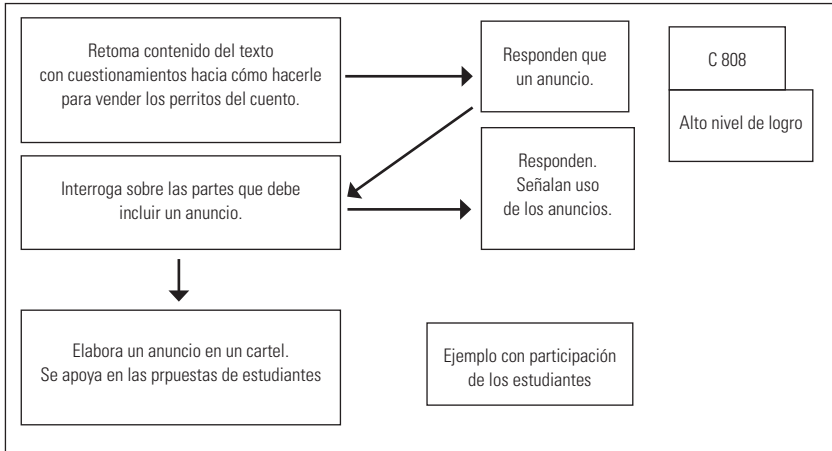 Retoma contenido del texto
con cuestionamientos hacia cómo hacerle
para vender los perritos del cuento.
Responden que
un anuncio.
C 808
Alto nivel de logro
Interroga sobre las partes que debe
incluir un anuncio.
Responden.
Señalan uso
de los anuncios.
Elabora un anuncio en un cartel.
Se apoya en las prpuestas de estudiantes
Ejemplo con participación
de los estudiantes